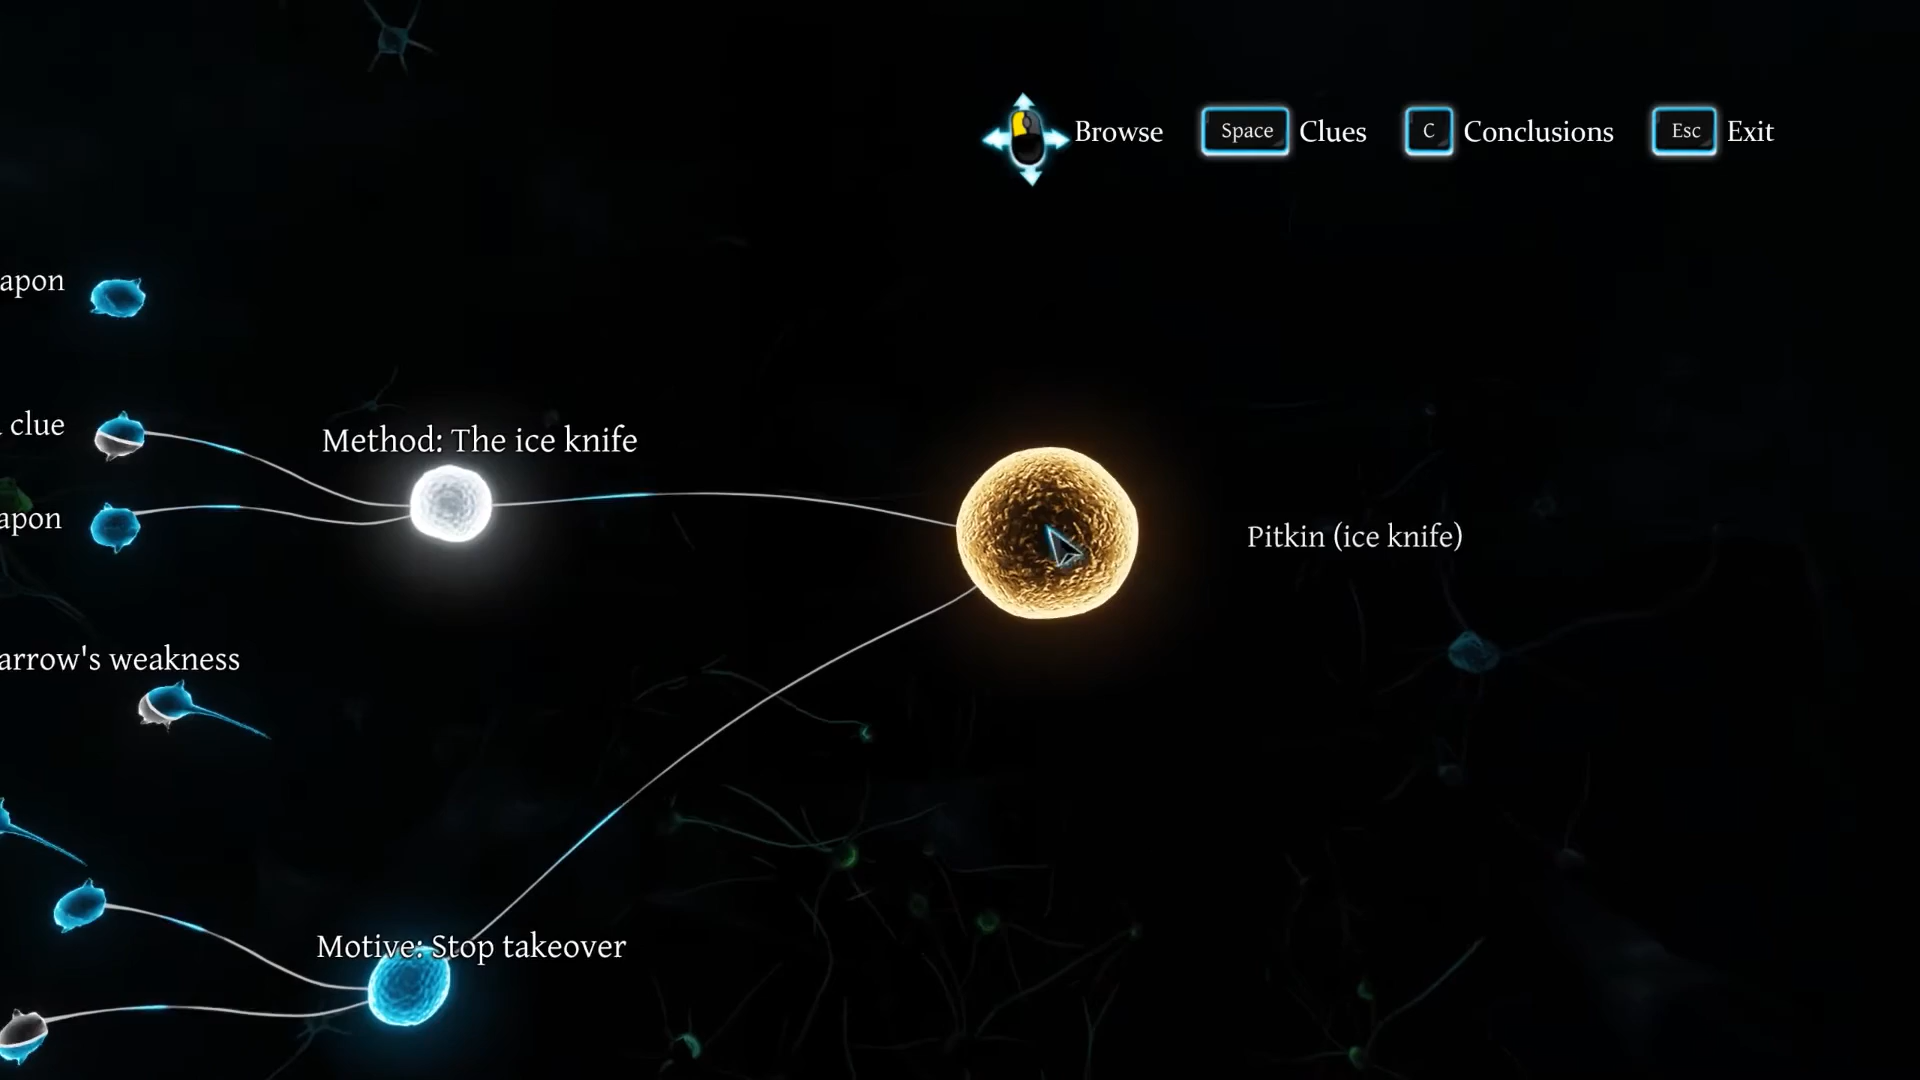 Browse
Space Clues
C Conclusions
Esc Exit
apon
clue
Method: The ice knife
apon
Pitkin (ice knife)
arrow's weakness
Motive: Stop takeover